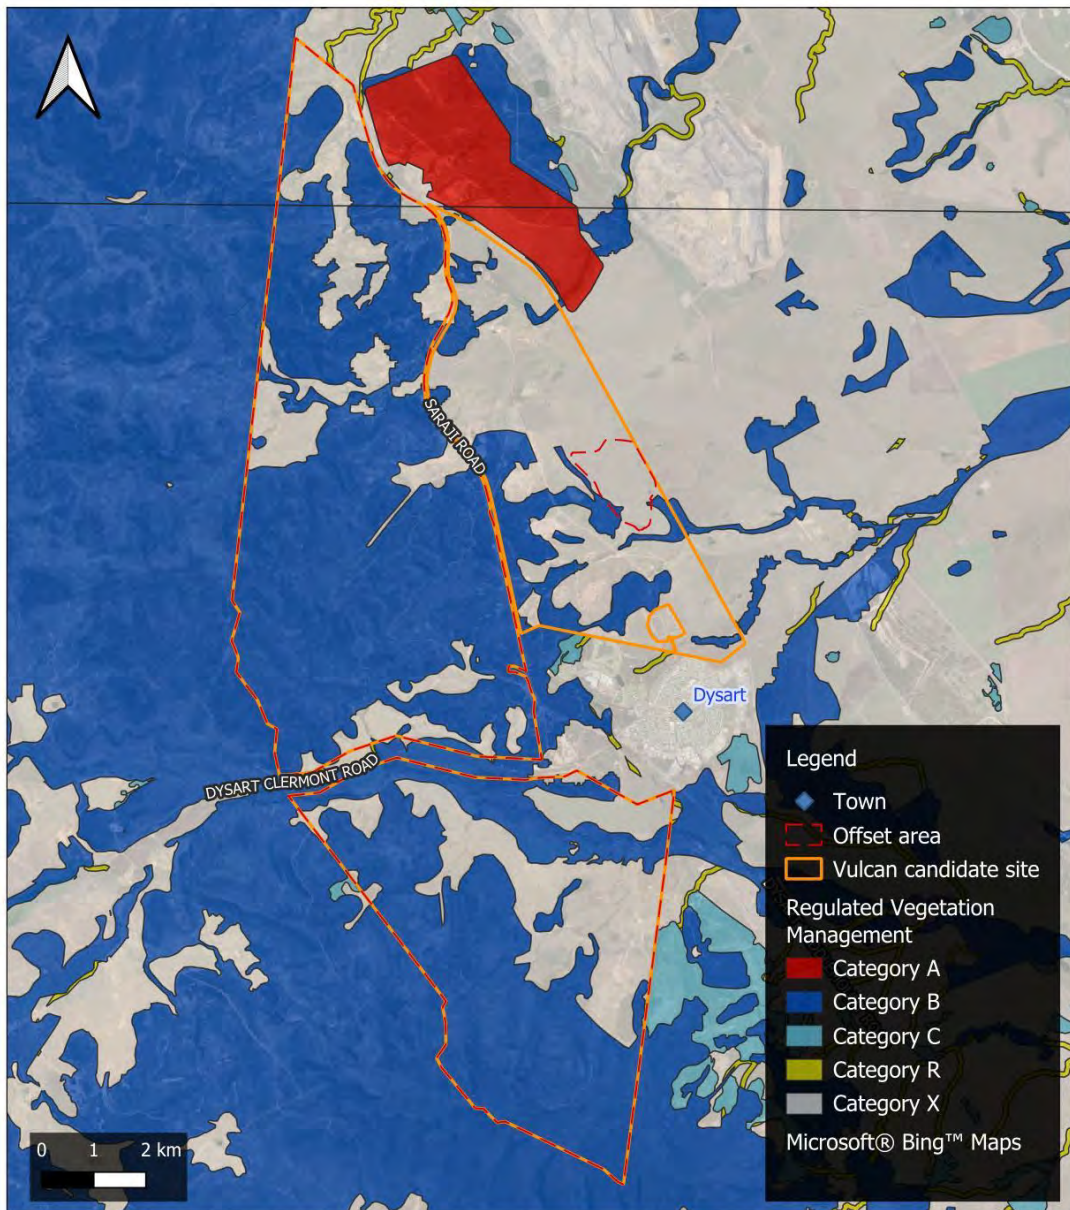 SARAJI ROAD
Dysart
DYSART CLERMONT ROAD
Legend
Town
Offset area
Vulcan candidate site
Regulated Vegetation
Management
Category A
Category B
Category C
Category R
Category X
Microsoft® Bing™ Maps
0 1 2 km